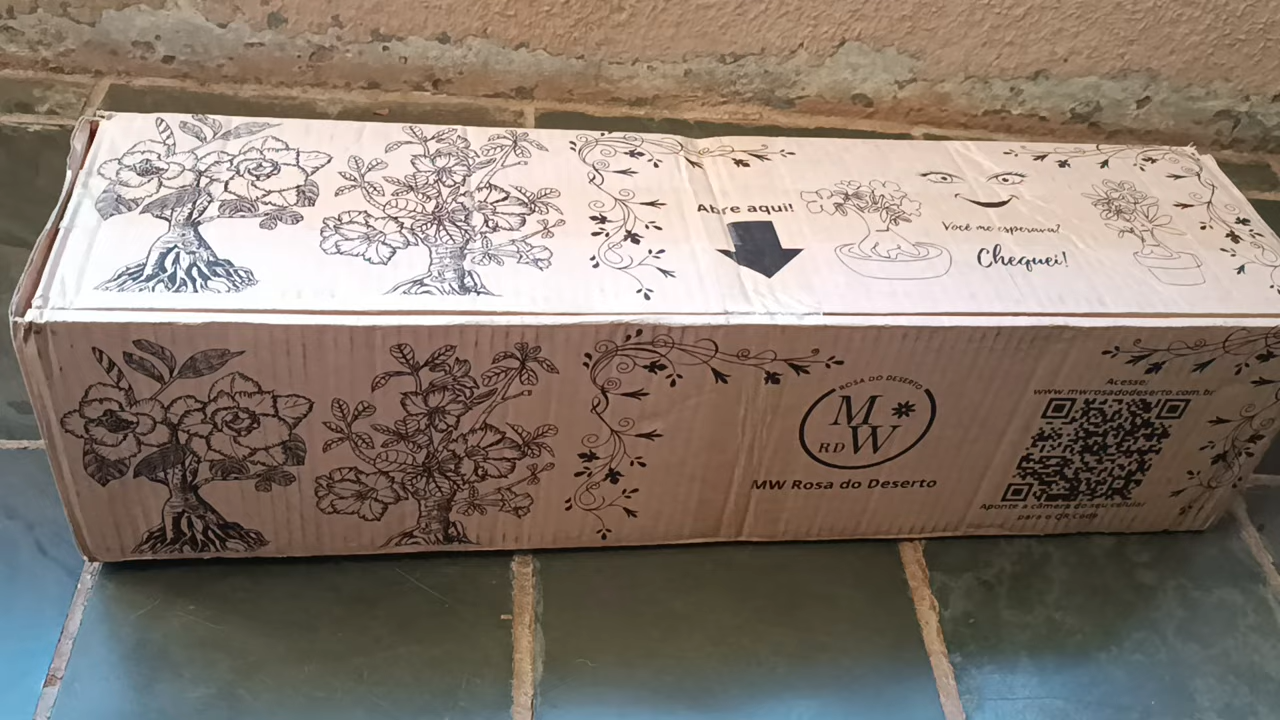 Abre aqui!
Você me esperava?
Cheguei!
ROSA DO DESERTO
MW
RD
MW Rosa do Deserto
Acesse:
www.mwrosadodeserto.com.br
Aponte a câmera do seu celular
para o QR Code